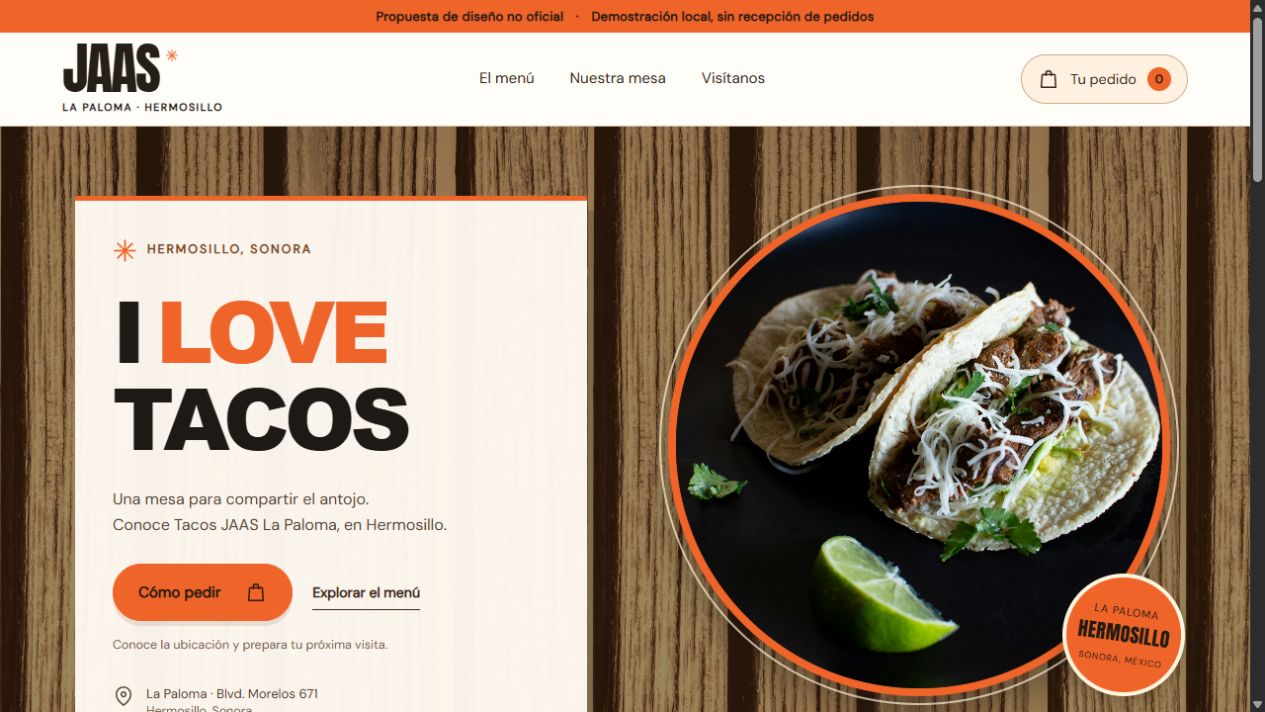 Propuesta de diseño no oficial · Demostración local, sin recepción de pedidos
JAAS
LA PALOMA · HERMOSILLO
El menú
Nuestra mesa
Visítanos
Tu pedido
0
HERMOSILLO, SONORA
I LOVE
TACOS
Una mesa para compartir el antojo.
Conoce Tacos JAAS La Paloma, en Hermosillo.
Cómo pedir
Explorar el menú
Conoce la ubicación y prepara tu próxima visita.
La Paloma · Blvd. Morelos 671
Hermosillo, Sonora
LA PALOMA
HERMOSILLO
SONORA, MÉXICO